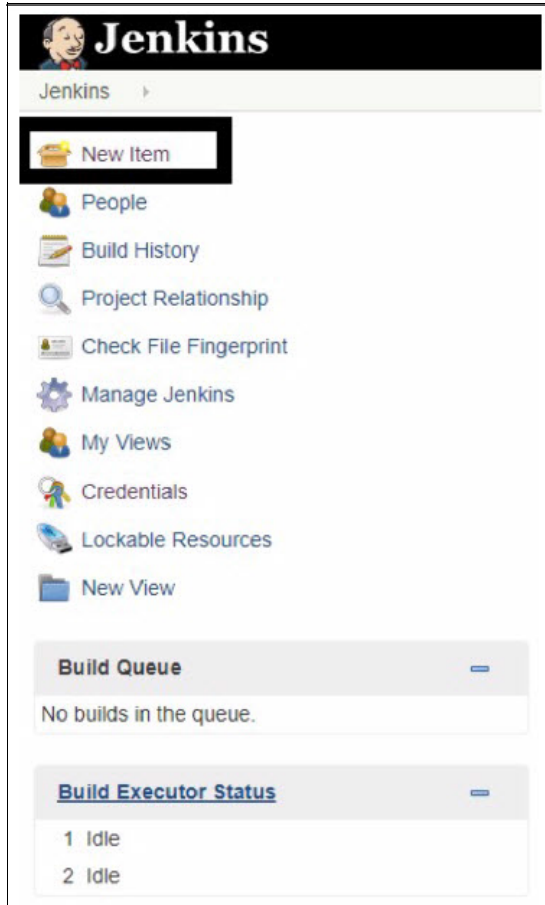 Jenkins
Jenkins
New Item
People
Build History
Project Relationship
Check File Fingerprint
Manage Jenkins
My Views
Credentials
Lockable Resources
New View
Build Queue
No builds in the queue.
Build Executor Status
1 Idle
2 Idle